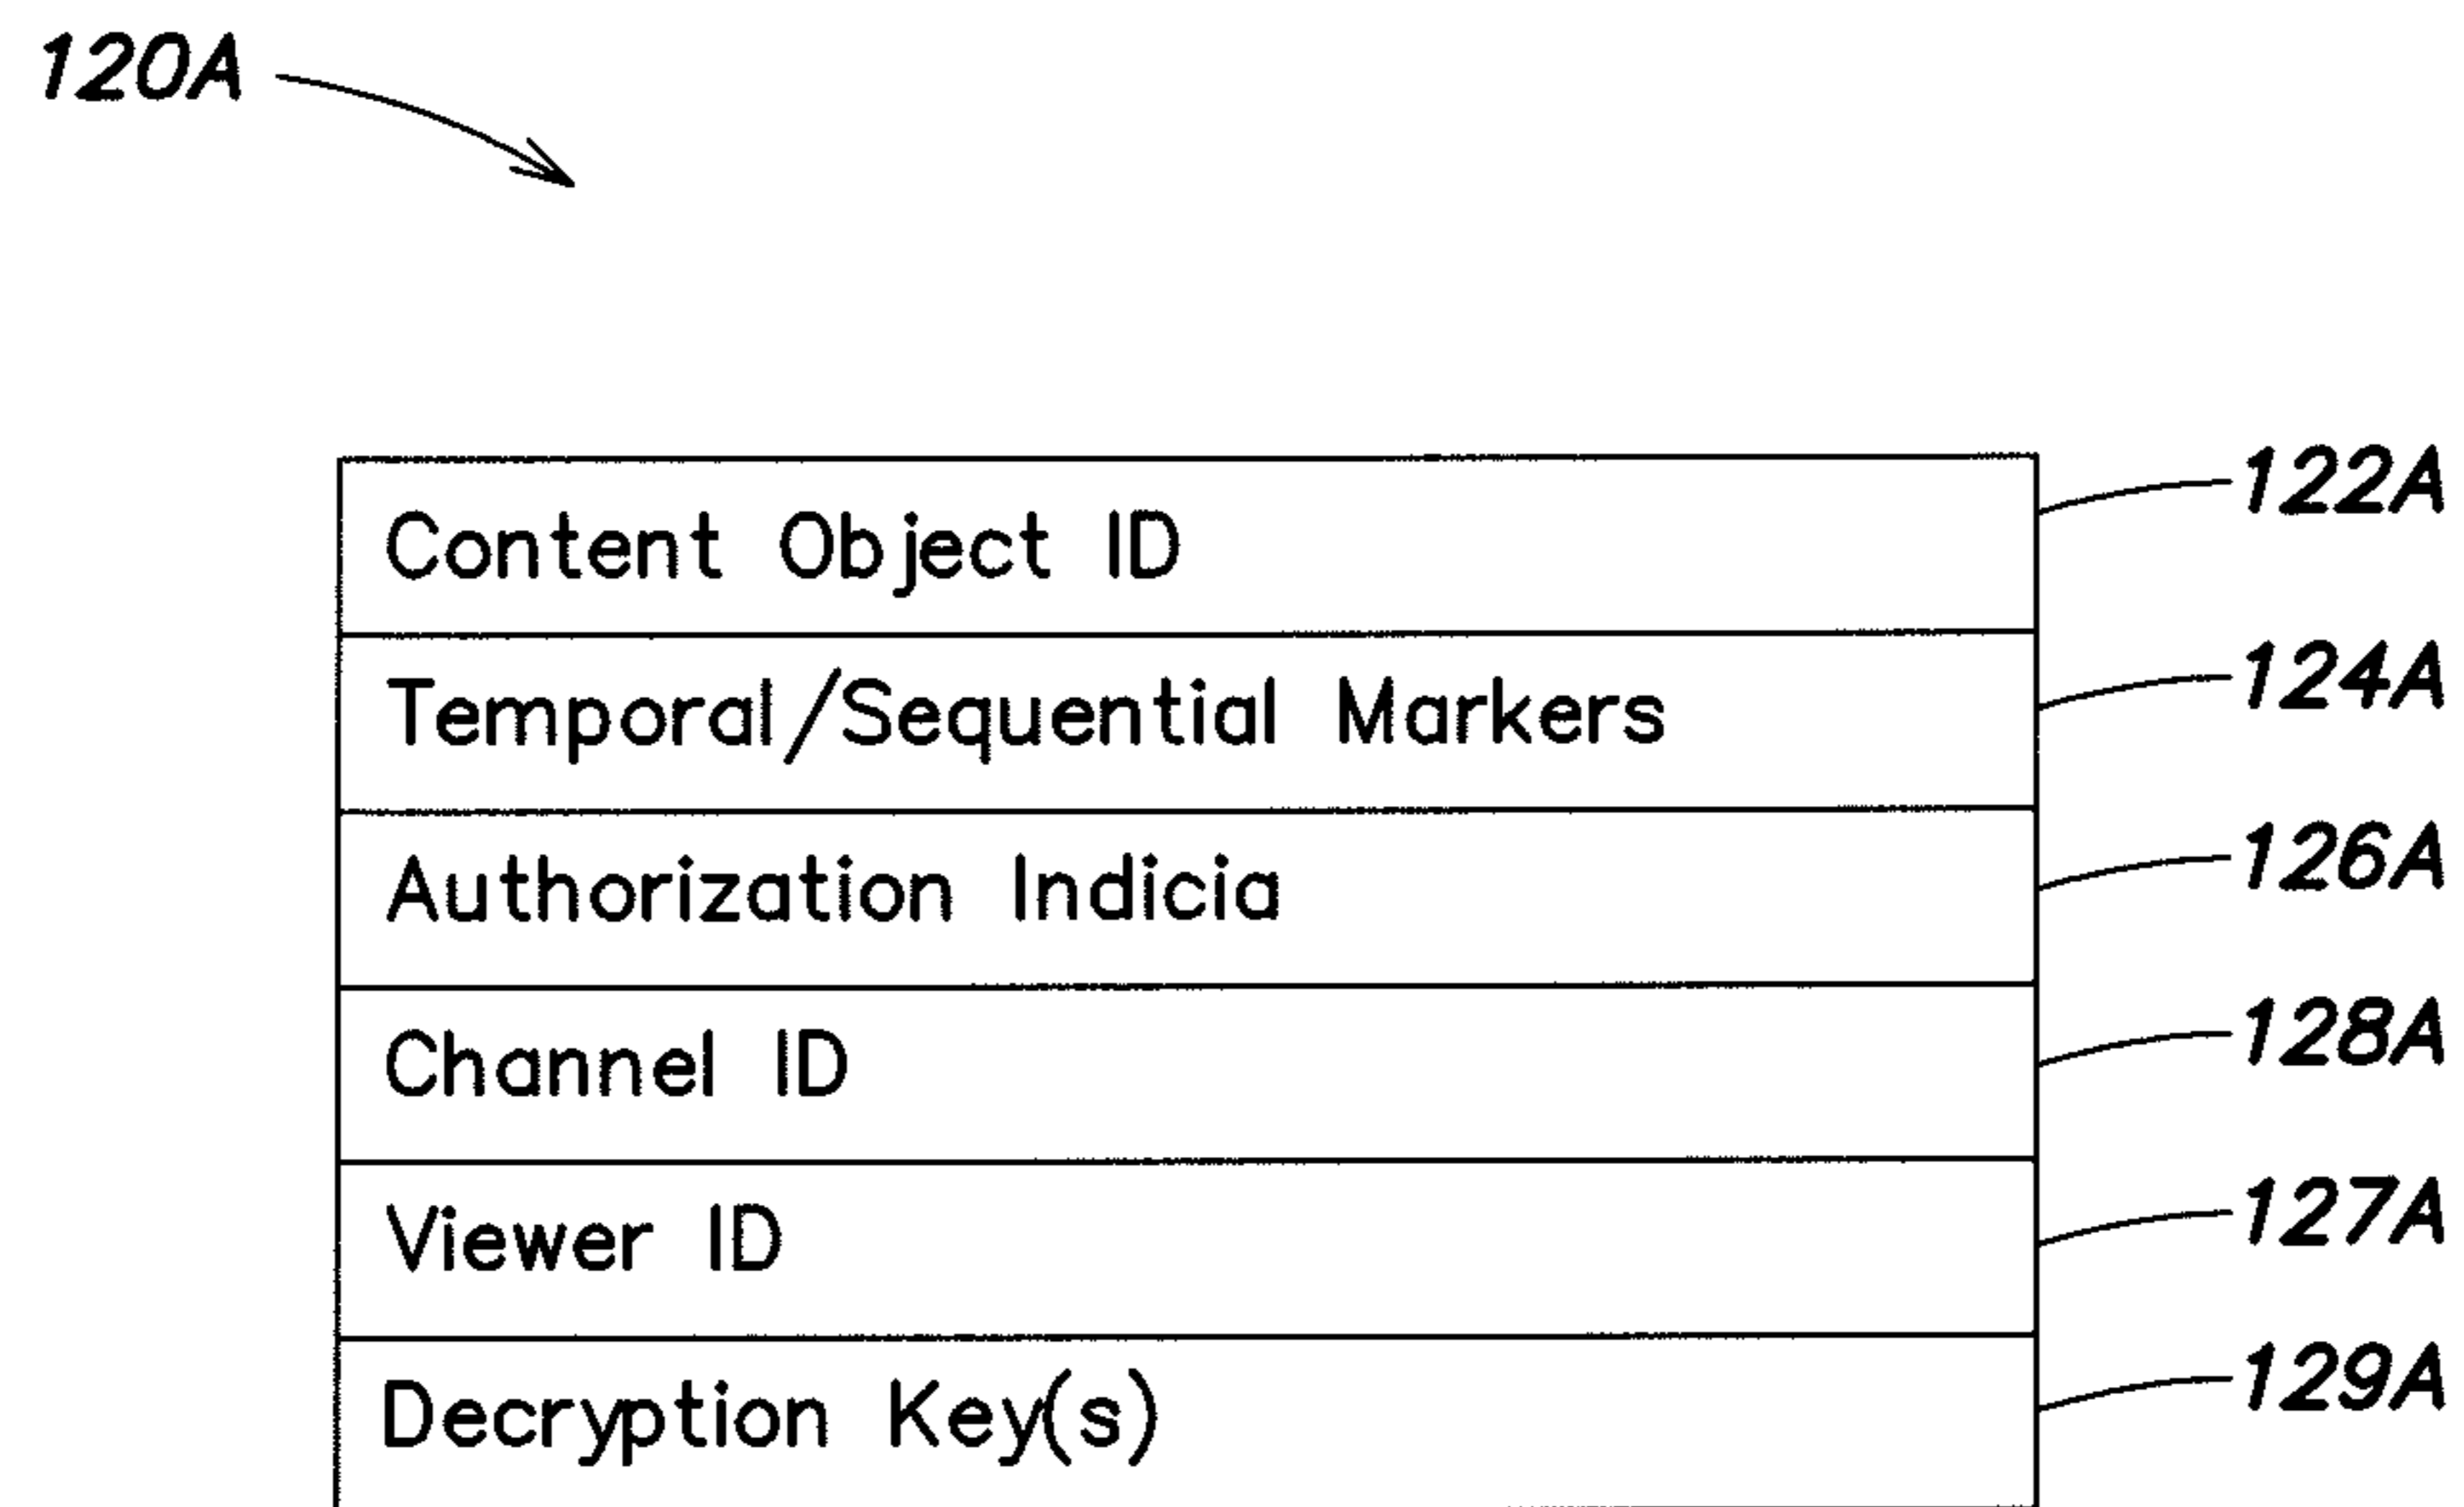 120A
Content Object ID 122A
Temporal/Sequential Markers 124A
Authorization Indicia 126A
Channel ID 128A
Viewer ID 127A
Decryption Key(s) 129A